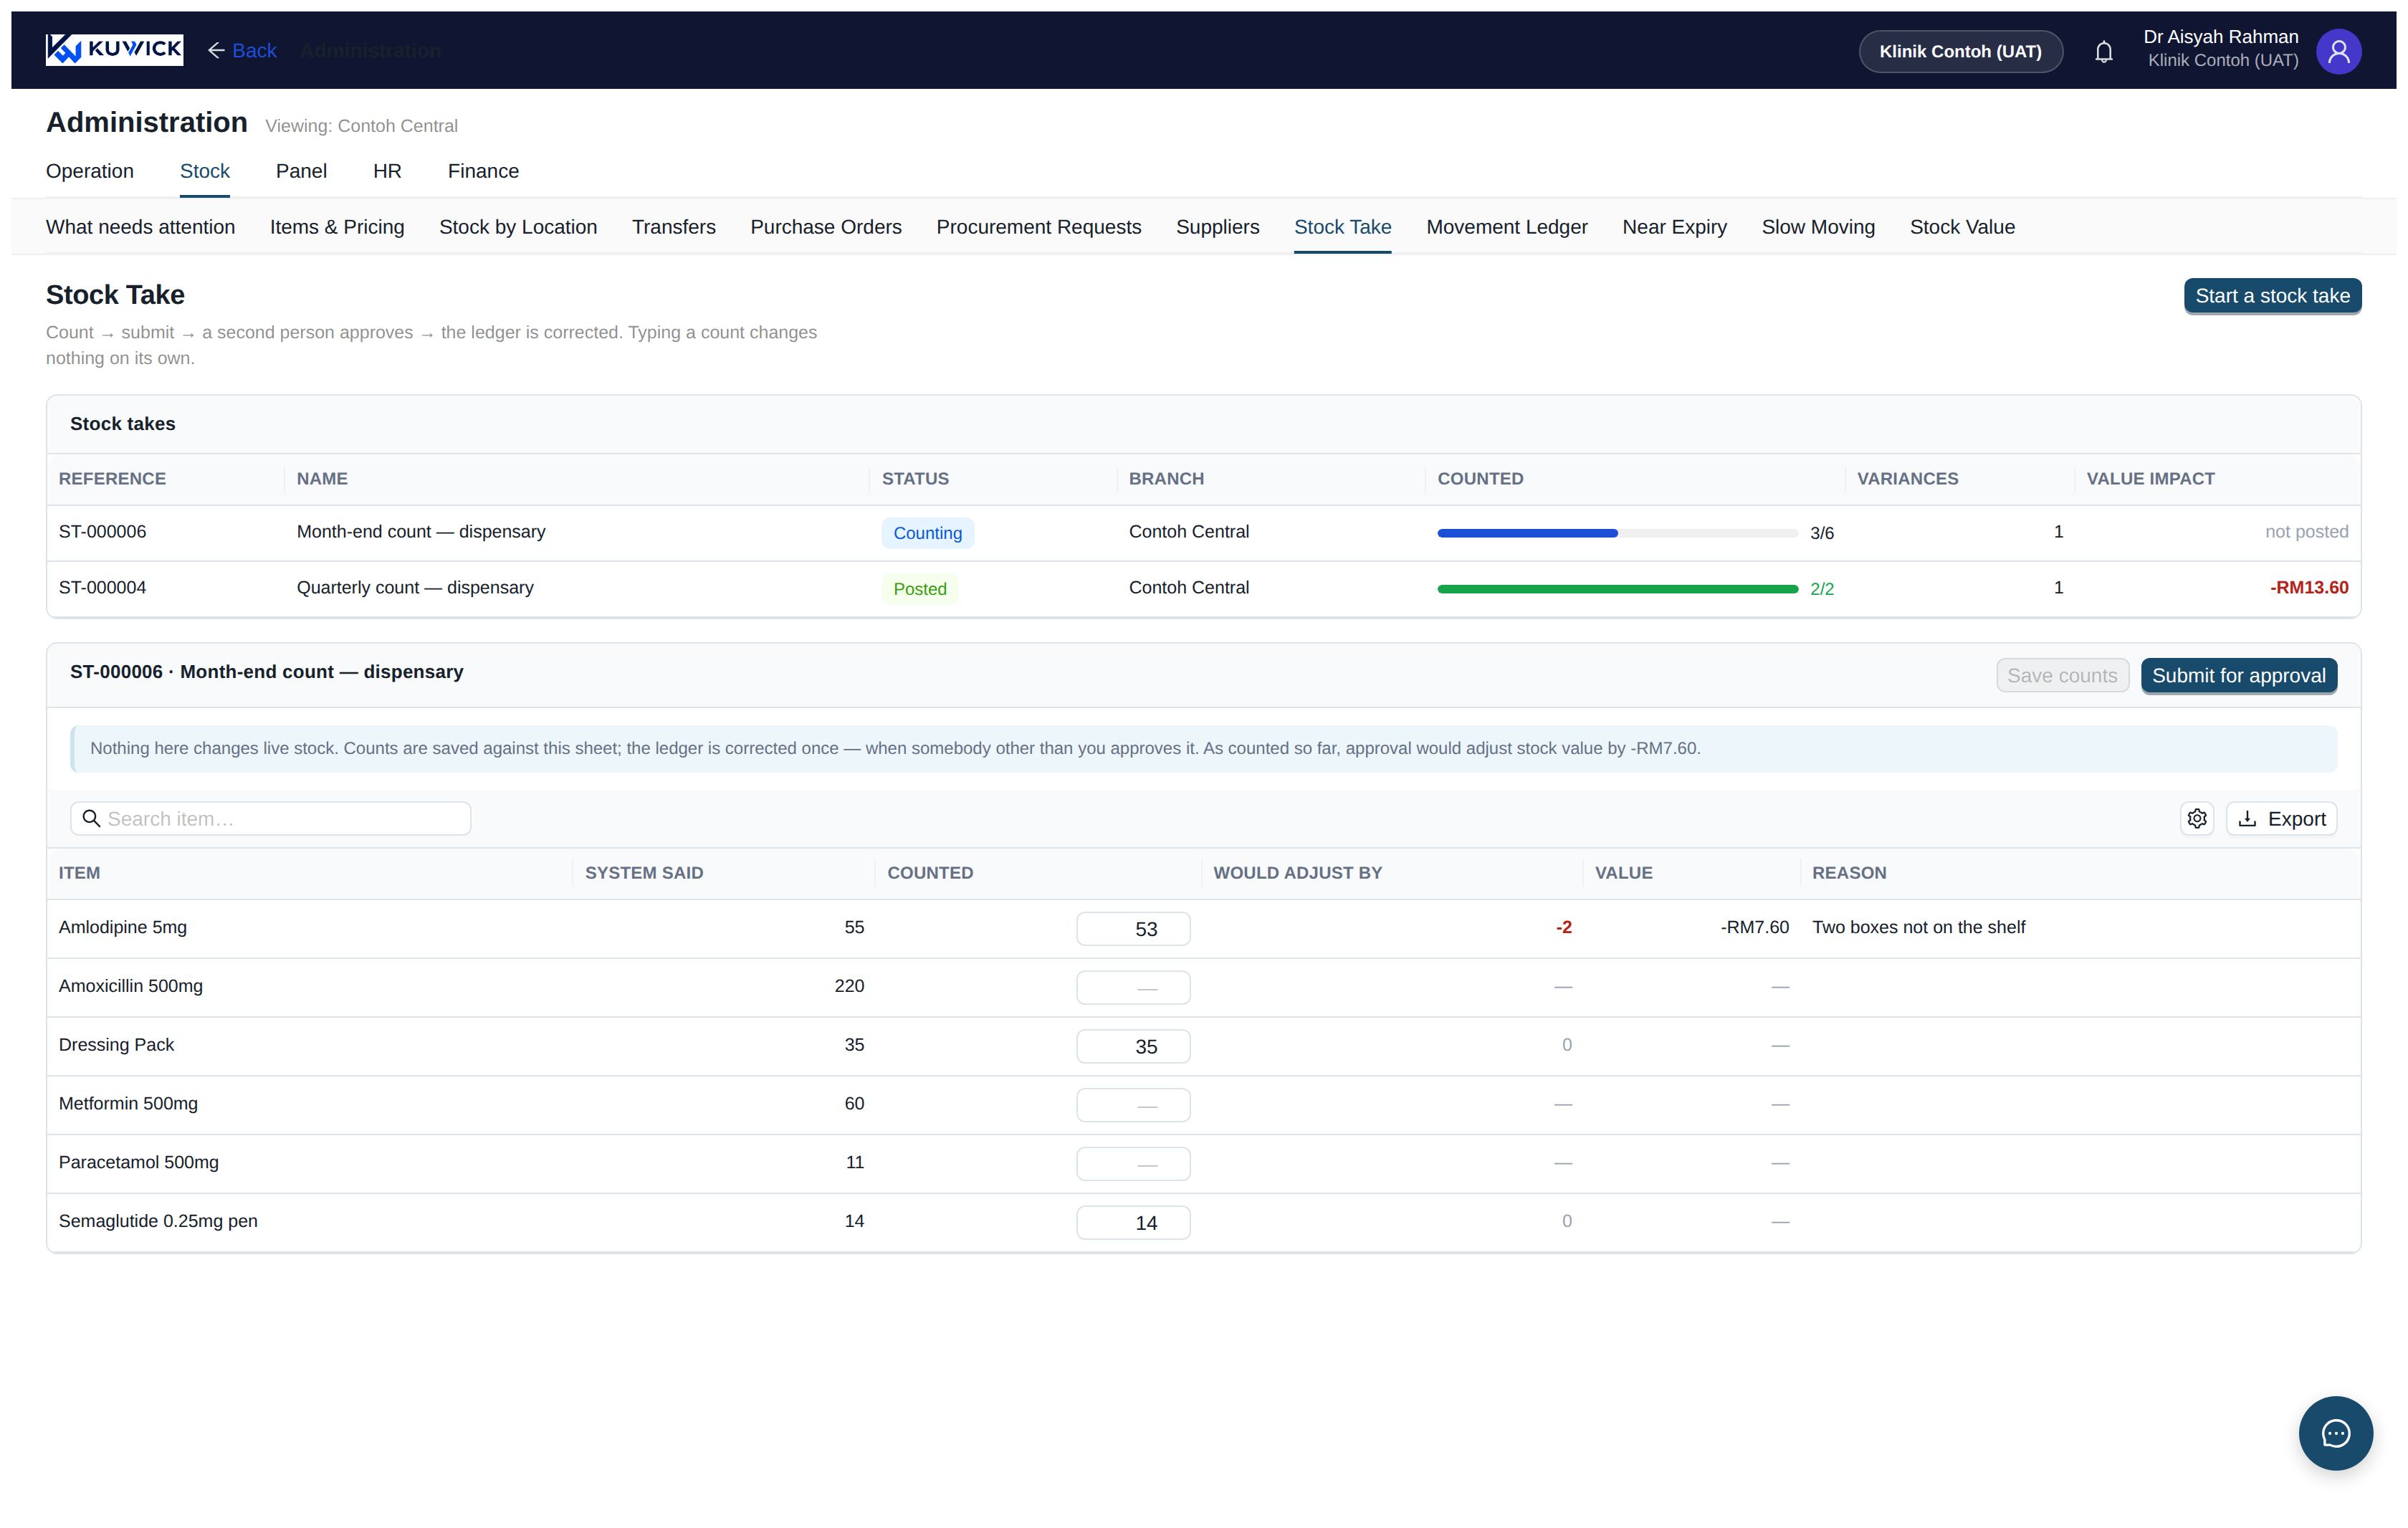 KUWICK
Back
Administration
Klinik Contoh (UAT)
Dr Aisyah Rahman
Klinik Contoh (UAT)
Administration Viewing: Contoh Central
Operation Stock Panel HR Finance
What needs attention Items & Pricing Stock by Location Transfers Purchase Orders Procurement Requests Suppliers Stock Take Movement Ledger Near Expiry Slow Moving Stock Value
Stock Take
Start a stock take
Count → submit → a second person approves → the ledger is corrected. Typing a count changes
nothing on its own.
Stock takes
REFERENCE NAME STATUS BRANCH COUNTED VARIANCES VALUE IMPACT
ST-000006 Month-end count — dispensary Counting Contoh Central 3/6 1 not posted
ST-000004 Quarterly count — dispensary Posted Contoh Central 2/2 1 -RM13.60
ST-000006 · Month-end count — dispensary
Save counts Submit for approval
Nothing here changes live stock. Counts are saved against this sheet; the ledger is corrected once — when somebody other than you approves it. As counted so far, approval would adjust stock value by -RM7.60.
Search item…
Export
ITEM SYSTEM SAID COUNTED WOULD ADJUST BY VALUE REASON
Amlodipine 5mg 55 53 -2 -RM7.60 Two boxes not on the shelf
Amoxicillin 500mg 220 — — —
Dressing Pack 35 35 0 —
Metformin 500mg 60 — — —
Paracetamol 500mg 11 — — —
Semaglutide 0.25mg pen 14 14 0 —